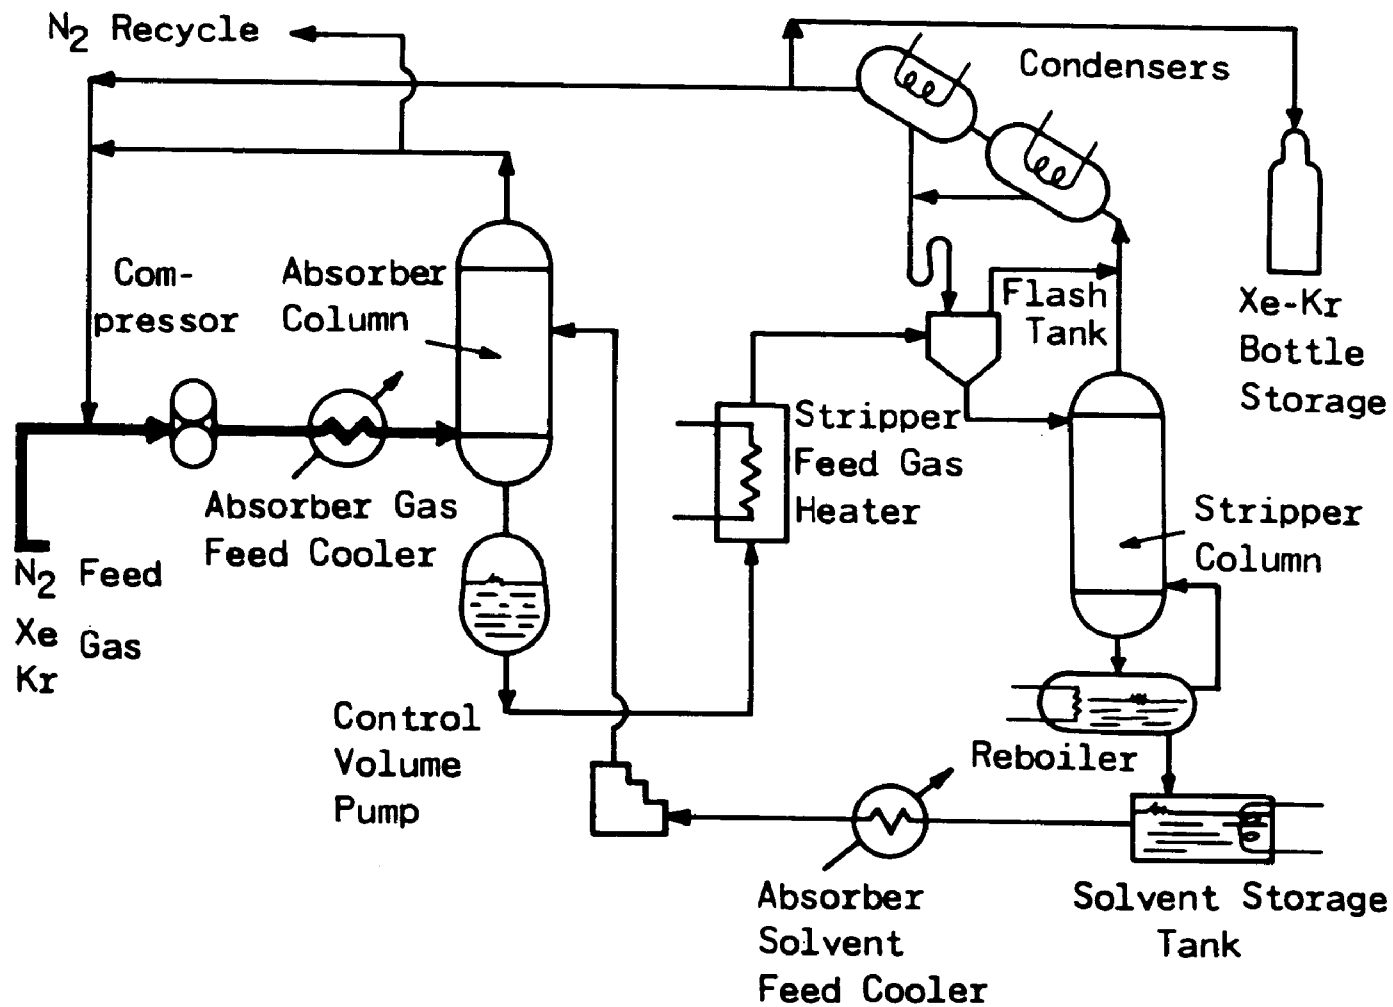 N2 Recycle
Condensers
Com-
pressor
Absorber
Column
Flash
Tank
Xe-Kr
Bottle
Storage
Absorber Gas
Feed Cooler
Stripper
Feed Gas
Heater
Stripper
Column
N2 Feed
Xe Gas
Kr
Control
Volume
Pump
Reboiler
Absorber
Solvent
Feed Cooler
Solvent Storage
Tank